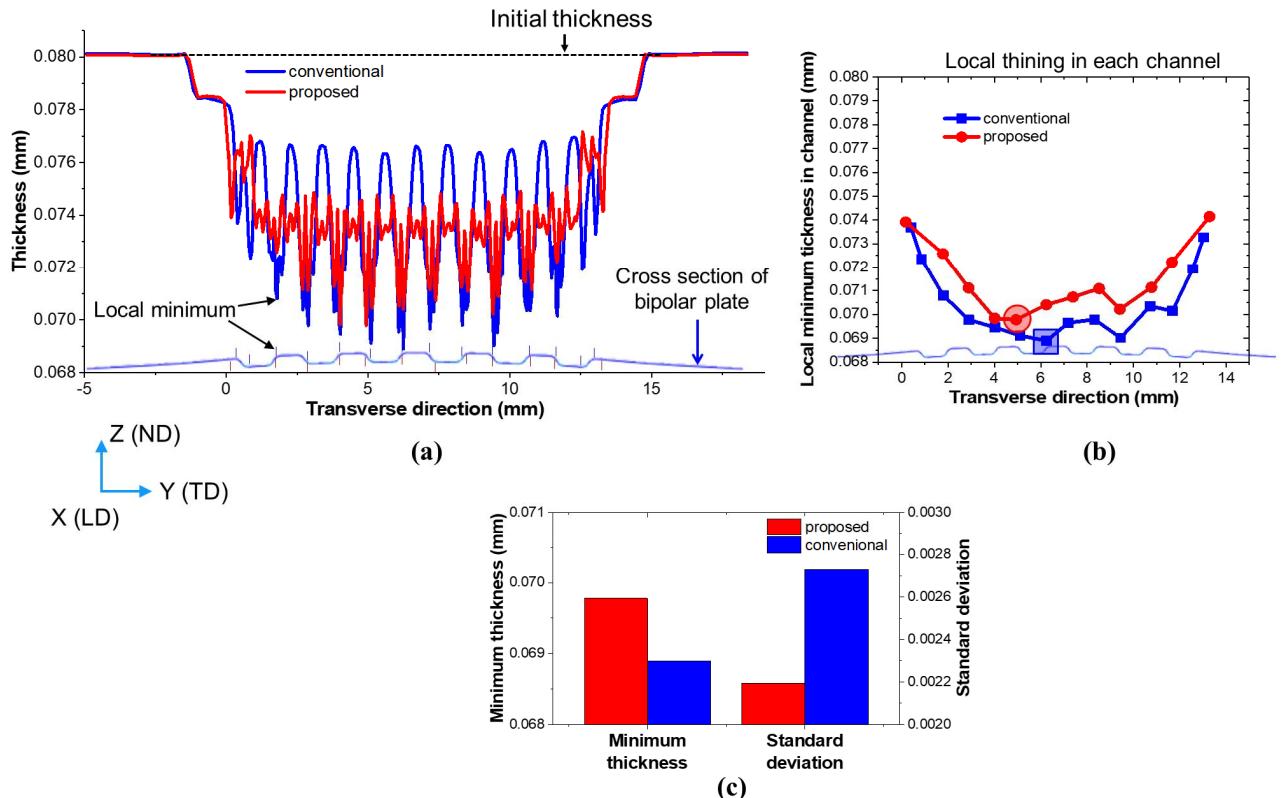 Initial thickness
0.080
0.078
0.076
0.074
0.072
0.070
0.068
Thickness (mm)
conventional
proposed
Local minimum
Cross section of
bipolar plate
-5
0
5
10
15
Transverse direction (mm)
(a)
Local thining in each channel
0.080
0.079
0.078
0.077
0.076
0.075
0.074
0.073
0.072
0.071
0.070
0.069
0.068
Local minimum tickness in channel (mm)
conventional
proposed
0
2
4
6
8
10
12
14
Transverse direction (mm)
(b)
Z (ND)
Y (TD)
X (LD)
0.071
0.070
0.069
0.068
Minimum thickness (mm)
proposed
convenional
0.0030
0.0028
0.0026
0.0024
0.0022
0.0020
Standard deviation
Minimum
thickness
Standard
deviation
(c)